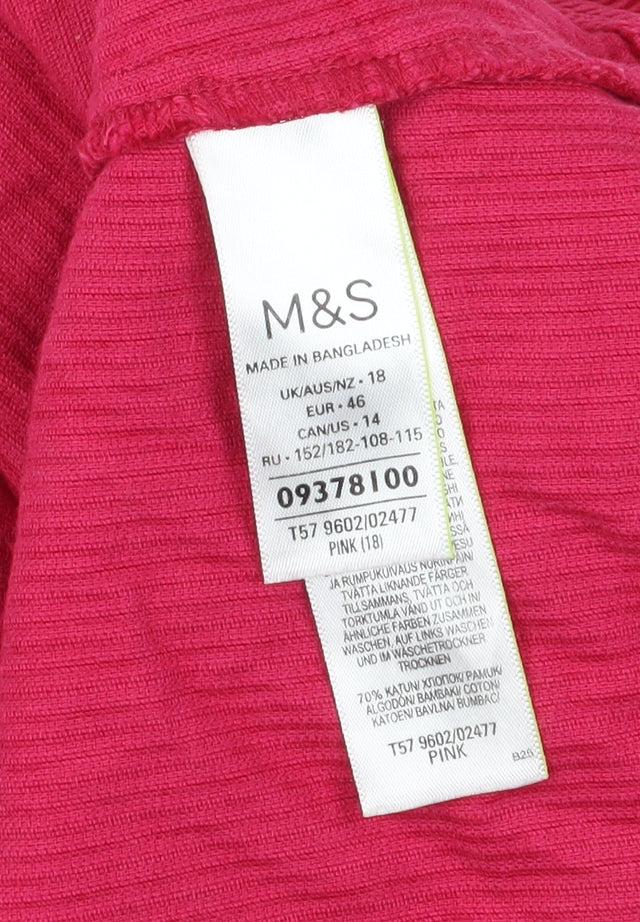 M&S
MADE IN BANGLADESH
UK/AUS/NZ • 18
EUR • 46
CAN/US • 14
RU • 152/182-108-115
09378100
T57 9602/02477
PINK (18)
JA RUMPUKUIVAUS NURIN
TVÄTTA LIKNANDE FÄRGER
TILLSAMMANS, TVÄTTA OCH
TORKTUMLA VÄND UT OCH IN/
ÄHNLICHE FARBEN ZUSAMMEN
WASCHEN, AUF LINKS WASCHEN
UND IM WÄSCHETROCKNER
TROCKNEN
70% KATUN/ ХЛОПОК/ PAMUK/
ALGODÓN/ BAMBAKI/ COTON/
KATOEN/ BAVLNA/ BUMBAC/
T57 9602/02477
PINK
B26